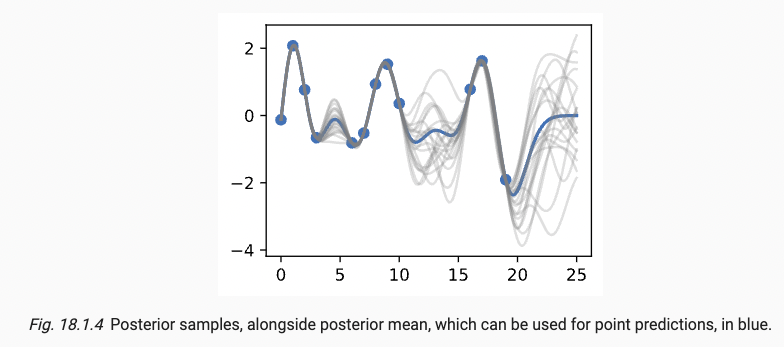 2
0
−2
−4
0 5 10 15 20 25
Fig. 18.1.4 Posterior samples, alongside posterior mean, which can be used for point predictions, in blue.